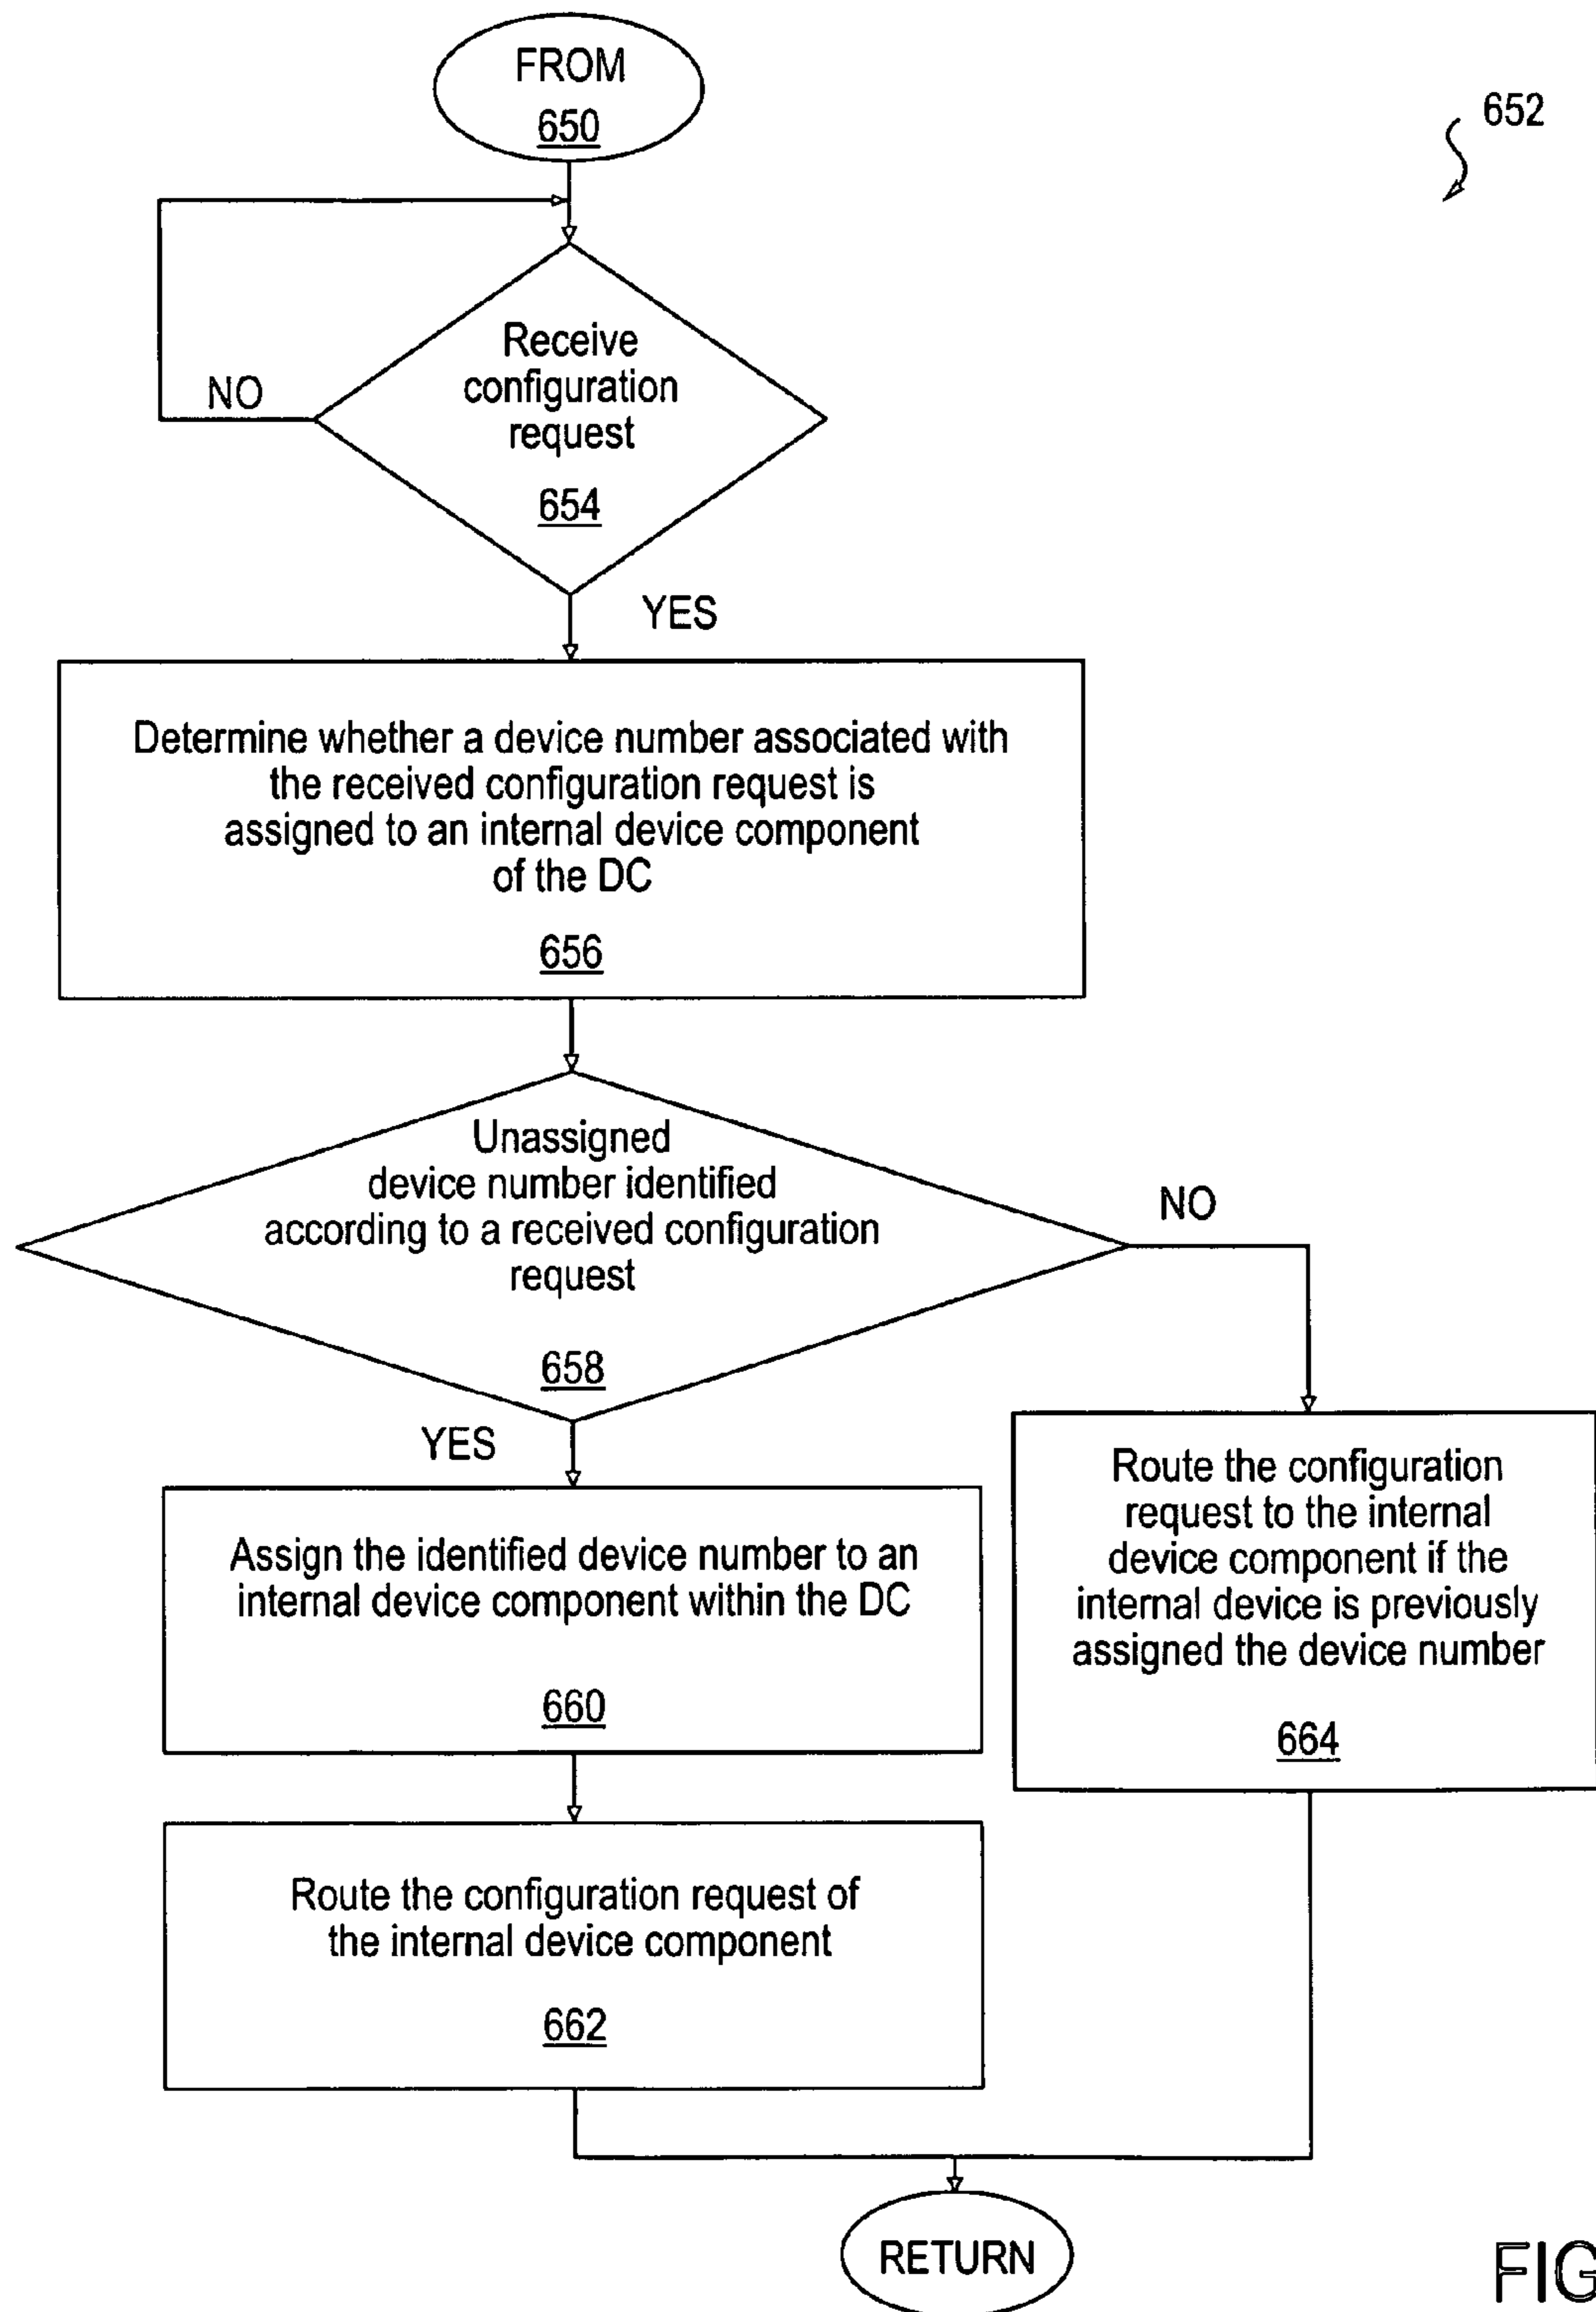 FROM
650
652
Receive
configuration
request
654
NO
YES
Determine whether a device number associated with
the received configuration request is
assigned to an internal device component
of the DC
656
Unassigned
device number identified
according to a received configuration
request
658
NO
YES
Assign the identified device number to an
internal device component within the DC
660
Route the configuration
request to the internal
device component if the
internal device is previously
assigned the device number
664
Route the configuration request of
the internal device component
662
RETURN
FIG